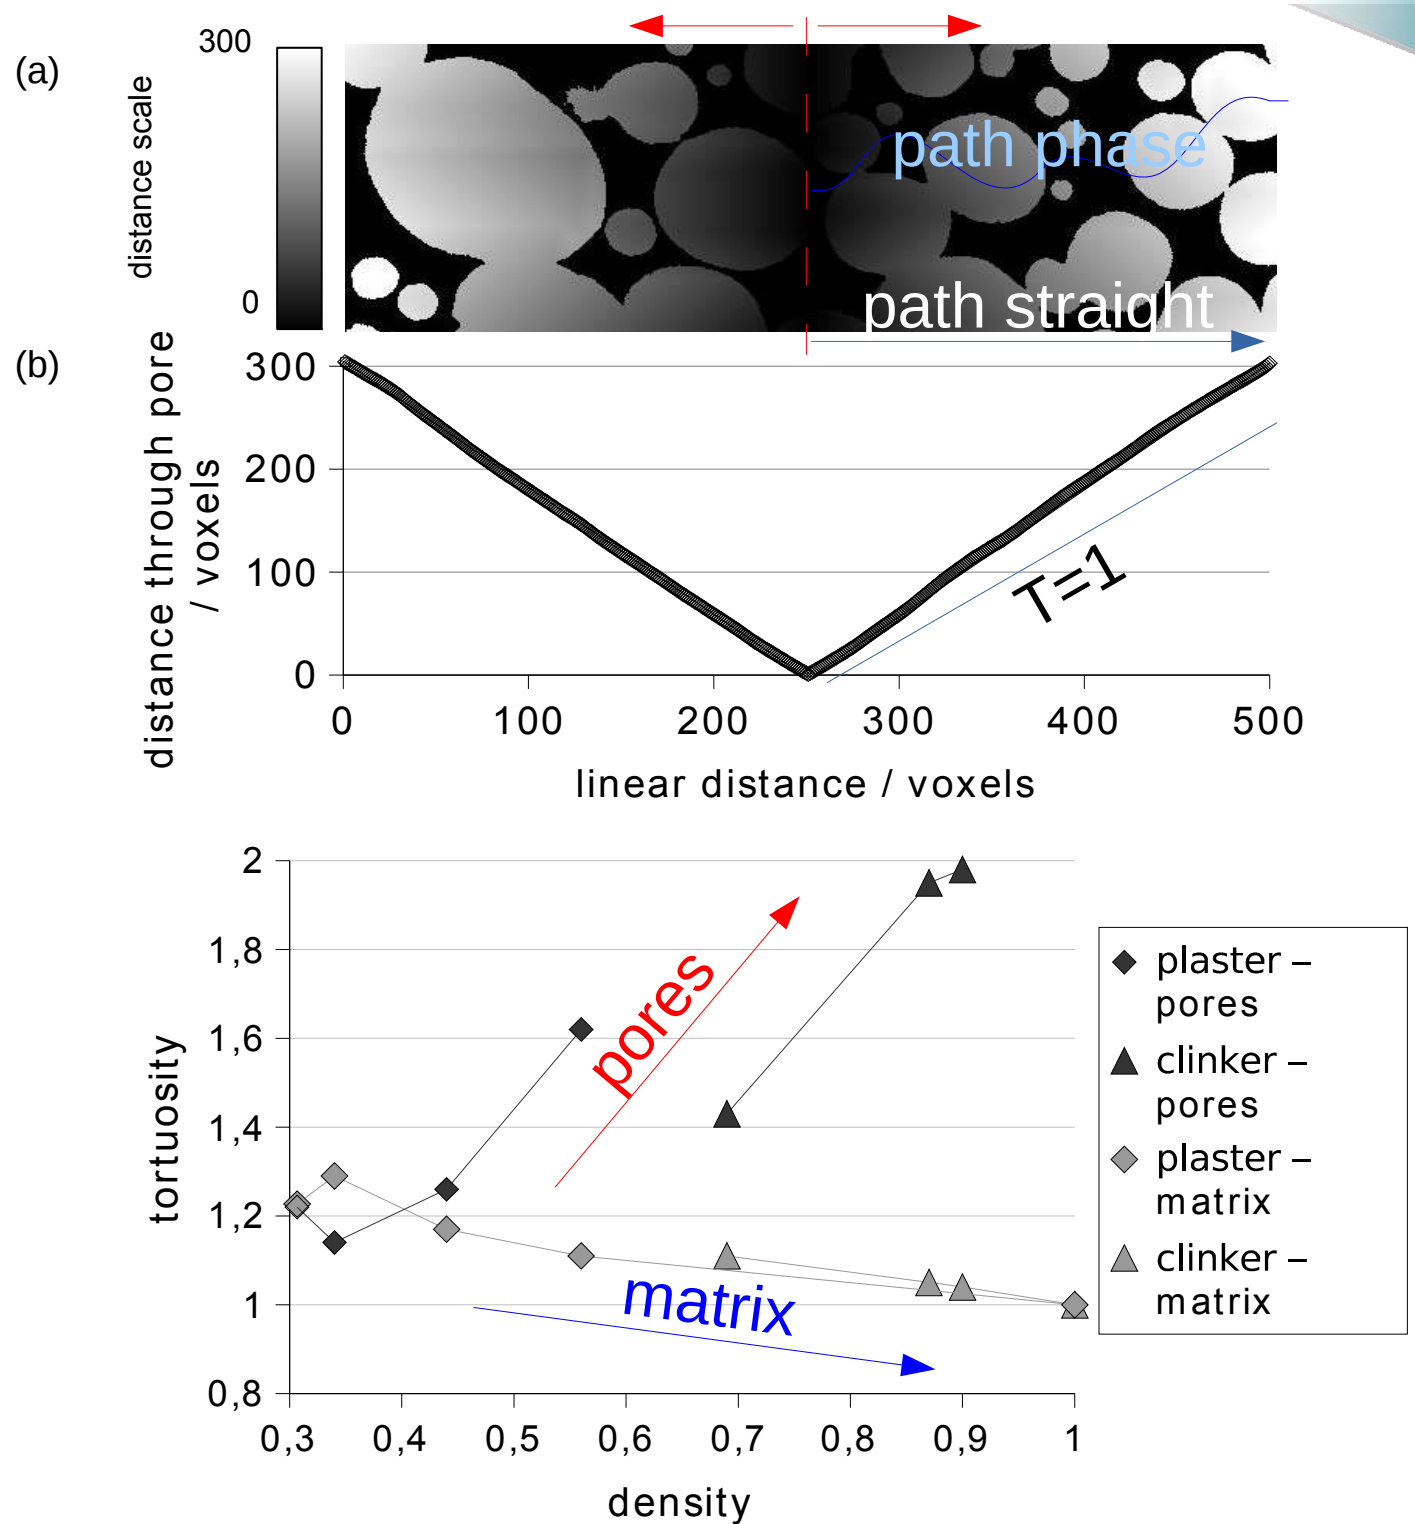 (a)
distance scale
300
0
path phase
path straight
(b)
distance through pore
/ voxels
300
200
100
0
T=1
0
100
200
300
400
500
linear distance / voxels
tortuosity
2
1,8
1,6
1,4
1,2
1
0,8
pores
matrix
0,3
0,4
0,5
0,6
0,7
0,8
0,9
1
density
plaster –
pores
clinker –
pores
plaster –
matrix
clinker –
matrix